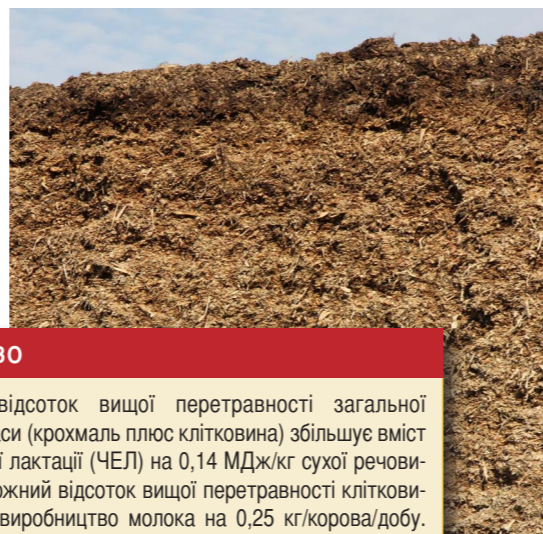 ВО
відсоток вищої перетравності загальної
си (крохмаль плюс клітковина) збільшує вміст
лактації (ЧЕЛ) на 0,14 МДж/кг сухої речови-
жний відсоток вищої перетравності кліткови-
виробництво молока на 0,25 кг/корова/добу.